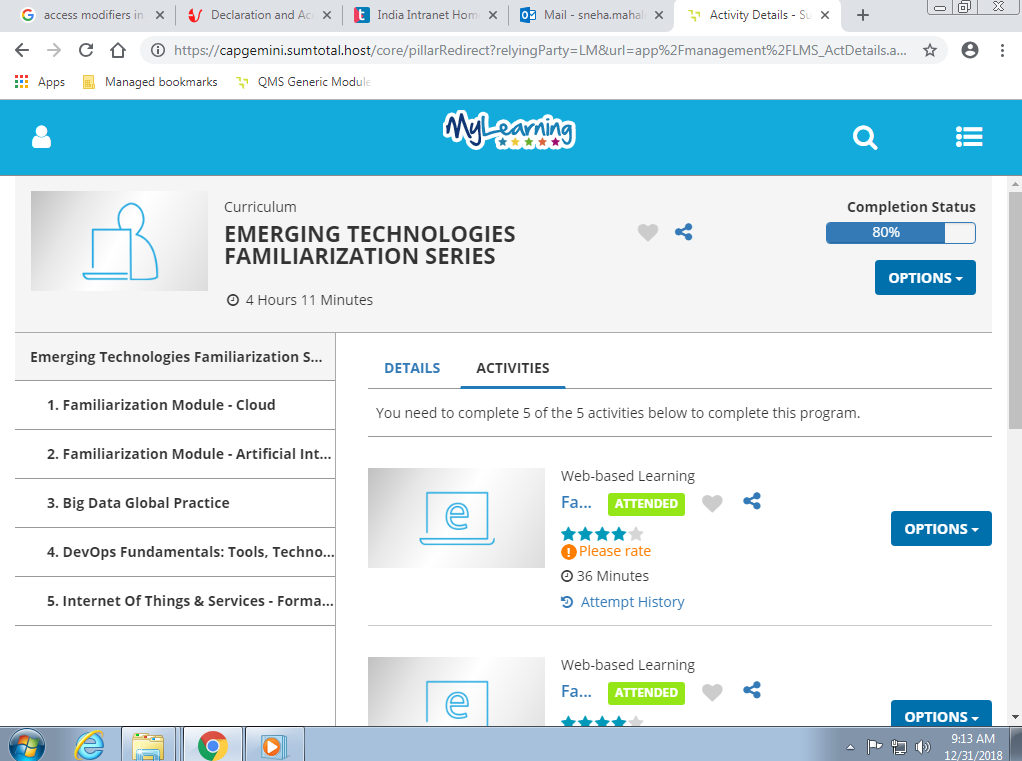 access modifiers in
Declaration and Ac
India Intranet Home
Mail - sneha.mahal
Activity Details - Su
https://capgemini.sumtotal.host/core/pillarRedirect?relyingParty=LM&url=app%2Fmanagement%2FLMS_ActDetails.a...
Apps
Managed bookmarks
QMS Generic Module
MyLearning
Curriculum
EMERGING TECHNOLOGIES
FAMILIARIZATION SERIES
4 Hours 11 Minutes
Completion Status
80%
OPTIONS
Emerging Technologies Familiarization S...
1. Familiarization Module - Cloud
2. Familiarization Module - Artificial Int...
3. Big Data Global Practice
4. DevOps Fundamentals: Tools, Techno...
5. Internet Of Things & Services - Forma...
DETAILS
ACTIVITIES
You need to complete 5 of the 5 activities below to complete this program.
Web-based Learning
Fa... ATTENDED
Please rate
36 Minutes
Attempt History
OPTIONS
Web-based Learning
Fa... ATTENDED
OPTIONS
9:13 AM
12/31/2018